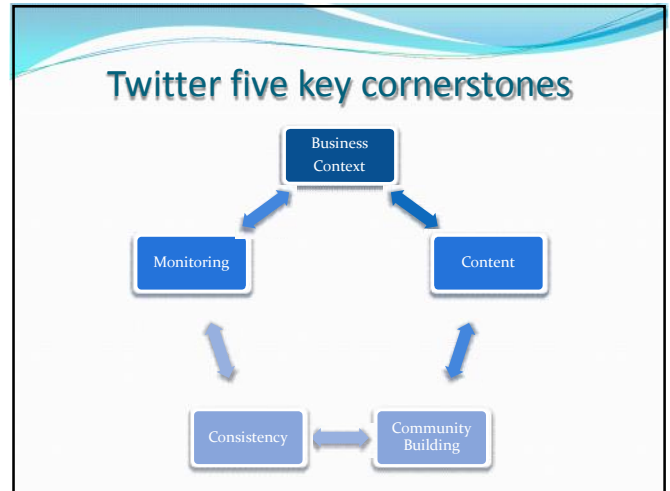 Twitter five key cornerstones
Business
Context
Monitoring
Content
Consistency
Community
Building